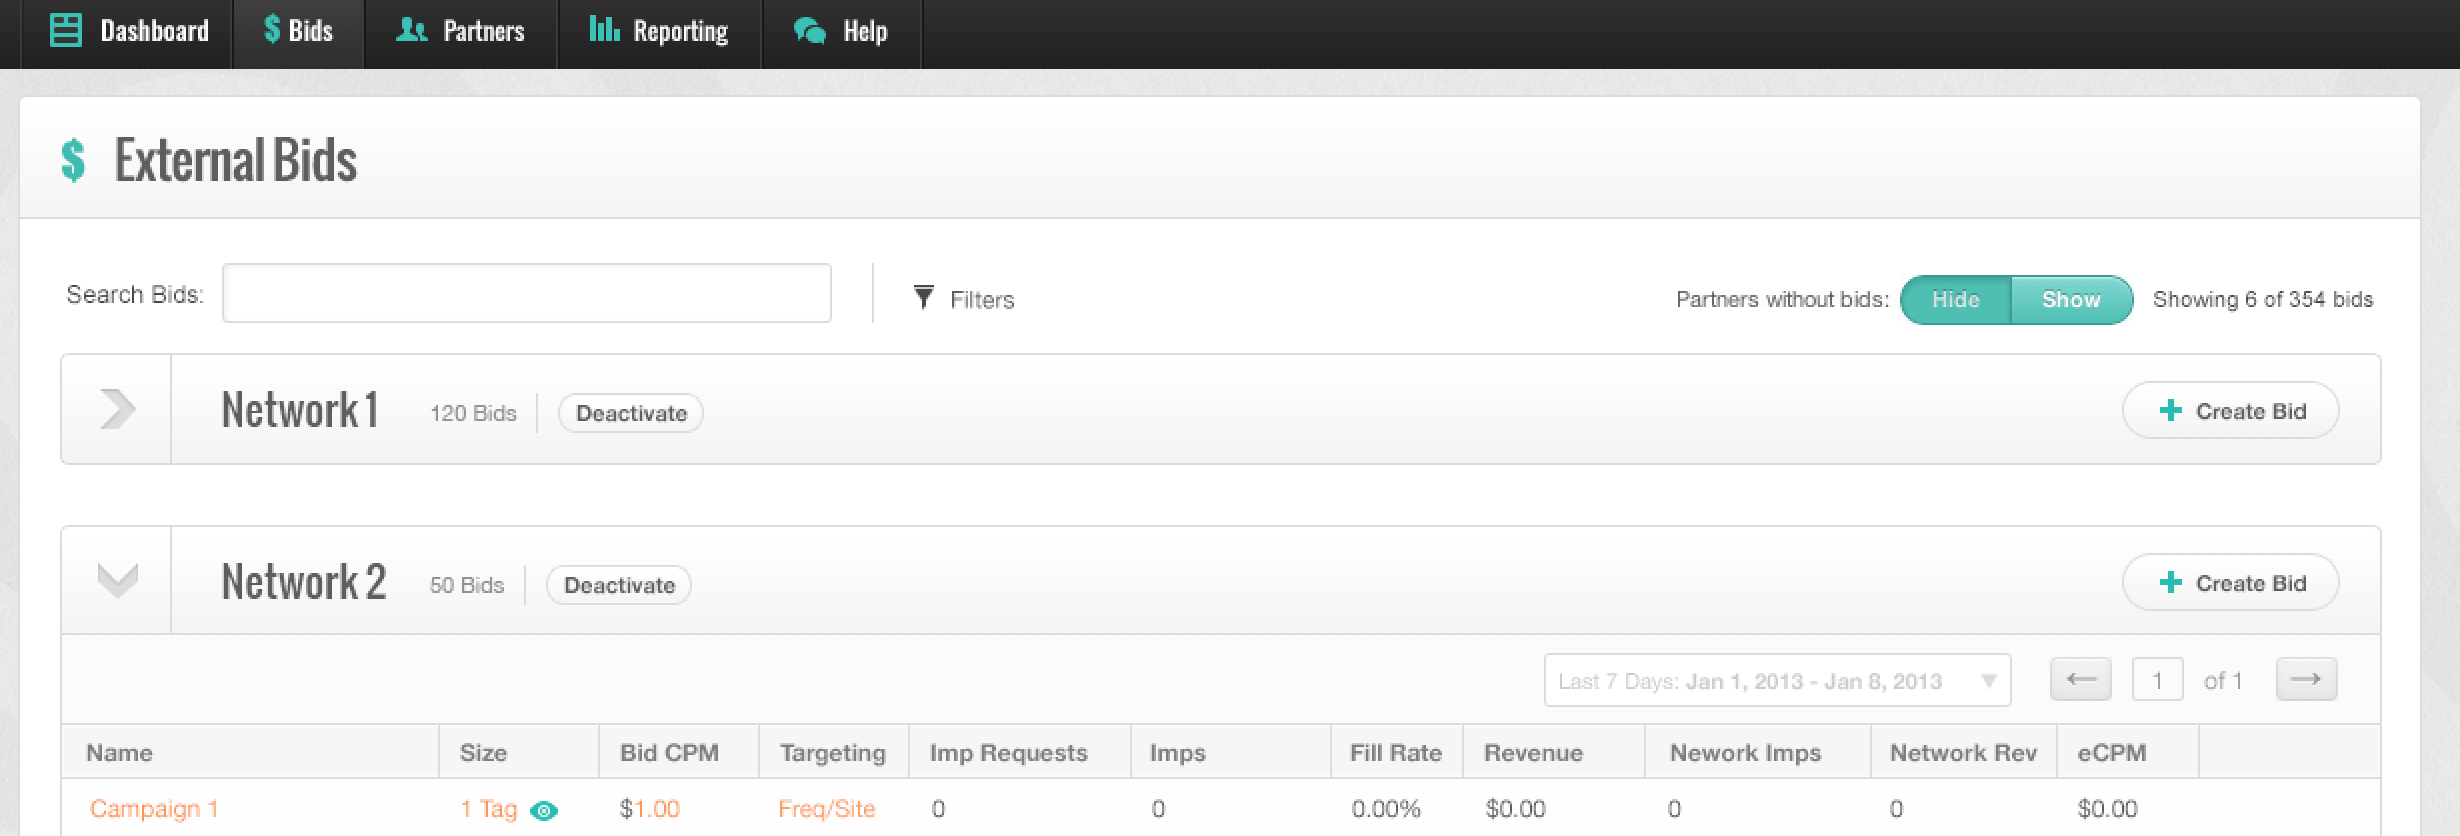 Dashboard $ Bids Partners Reporting Help
$ External Bids
Search Bids: Filters Partners without bids: Hide Show Showing 6 of 354 bids
Network 1 120 Bids Deactivate + Create Bid
Network 2 50 Bids Deactivate + Create Bid
Last 7 Days: Jan 1, 2013 - Jan 8, 2013 ▼ ← 1 of 1 →
Name Size Bid CPM Targeting Imp Requests Imps Fill Rate Revenue Nework Imps Network Rev eCPM
Campaign 1 1 Tag $1.00 Freq/Site 0 0 0.00% $0.00 0 0 $0.00